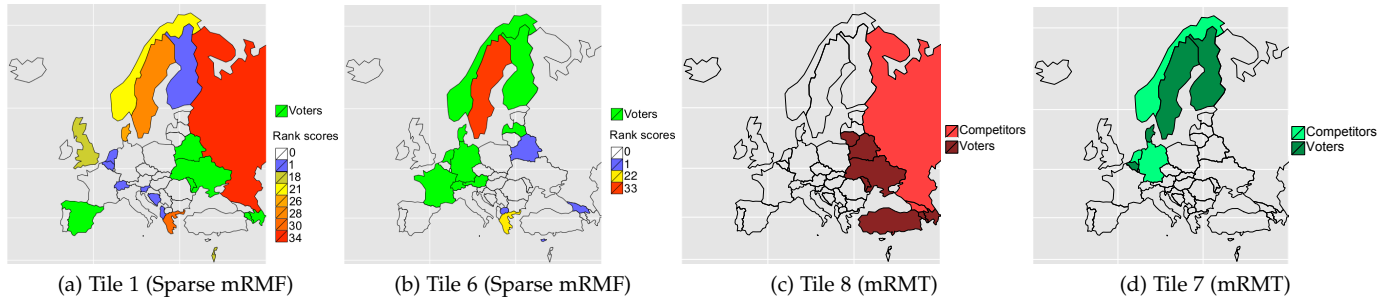 Voters
Rank scores
0
1
18
21
26
28
30
34
(a) Tile 1 (Sparse mRMF)
Voters
Rank scores
0
1
22
33
(b) Tile 6 (Sparse mRMF)
Competitors
Voters
(c) Tile 8 (mRMT)
Competitors
Voters
(d) Tile 7 (mRMT)